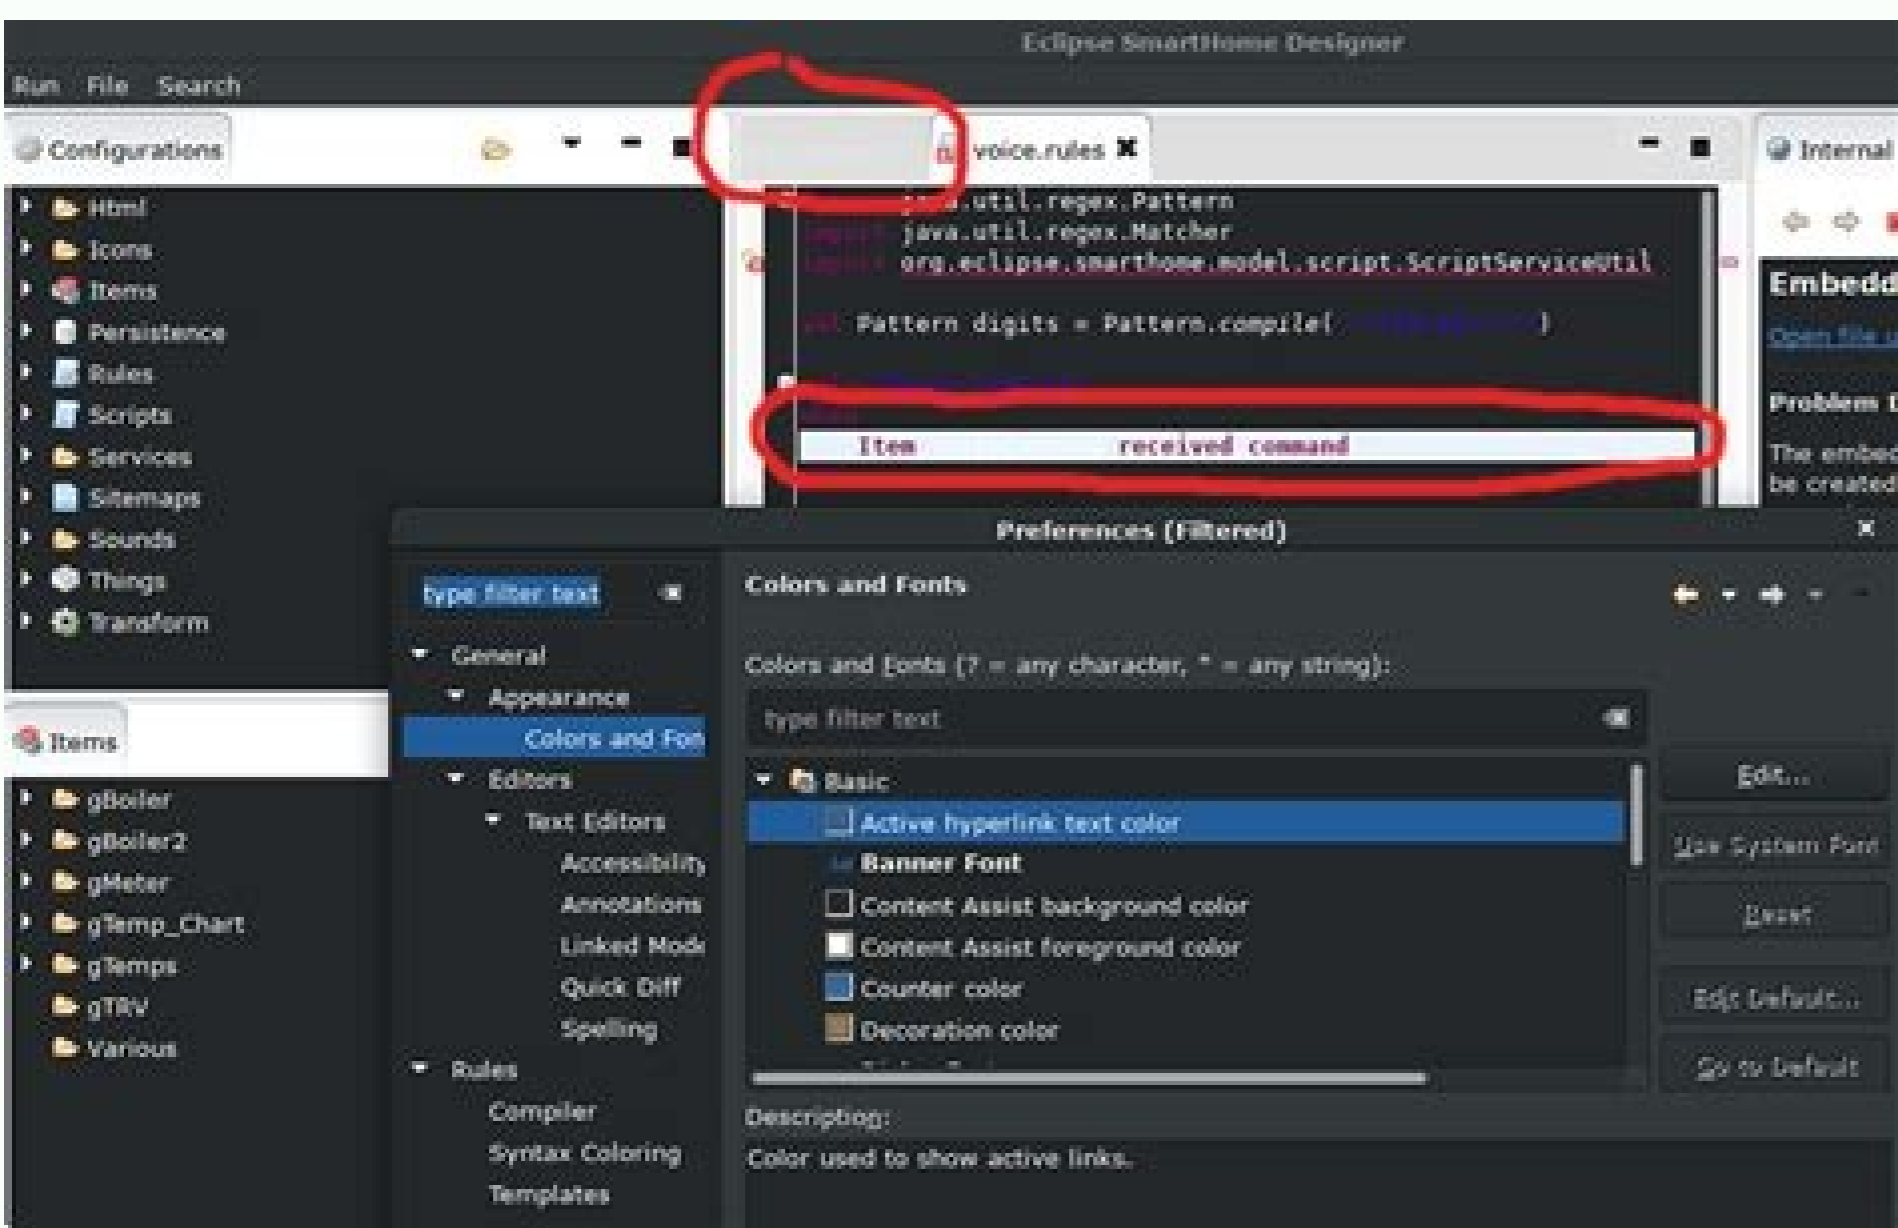 Eclipse SmartHome Designer
Run File Search
Configurations
voice.rules
Internal
Html
Icons
Items
Persistence
Rules
Scripts
Services
Sitemaps
Sounds
Things
Transform
java.util.regex.Pattern
import java.util.regex.Matcher
import org.eclipse.smarthome.model.script.ScriptServiceUtil
Pattern digits = Pattern.compile( )
Item received command
Embedd
Open file
Problem
The embed
be created
Items
gBoiler
gBoiler2
gMeter
gTemp_Chart
gTemps
gTRV
Various
Preferences (Filtered)
type filter text
General
Appearance
Colors and Fon
Editors
Text Editors
Accessibility
Annotations
Linked Mode
Quick Diff
Spelling
Rules
Compiler
Syntax Coloring
Templates
Colors and Fonts
Colors and Fonts (? = any character, * = any string):
type filter text
Basic
Active hyperlink text color
Banner Font
Content Assist background color
Content Assist foreground color
Counter color
Decoration color
Edit...
Use System Font
Reset
Edit Default...
Go to Default
Description:
Color used to show active links.